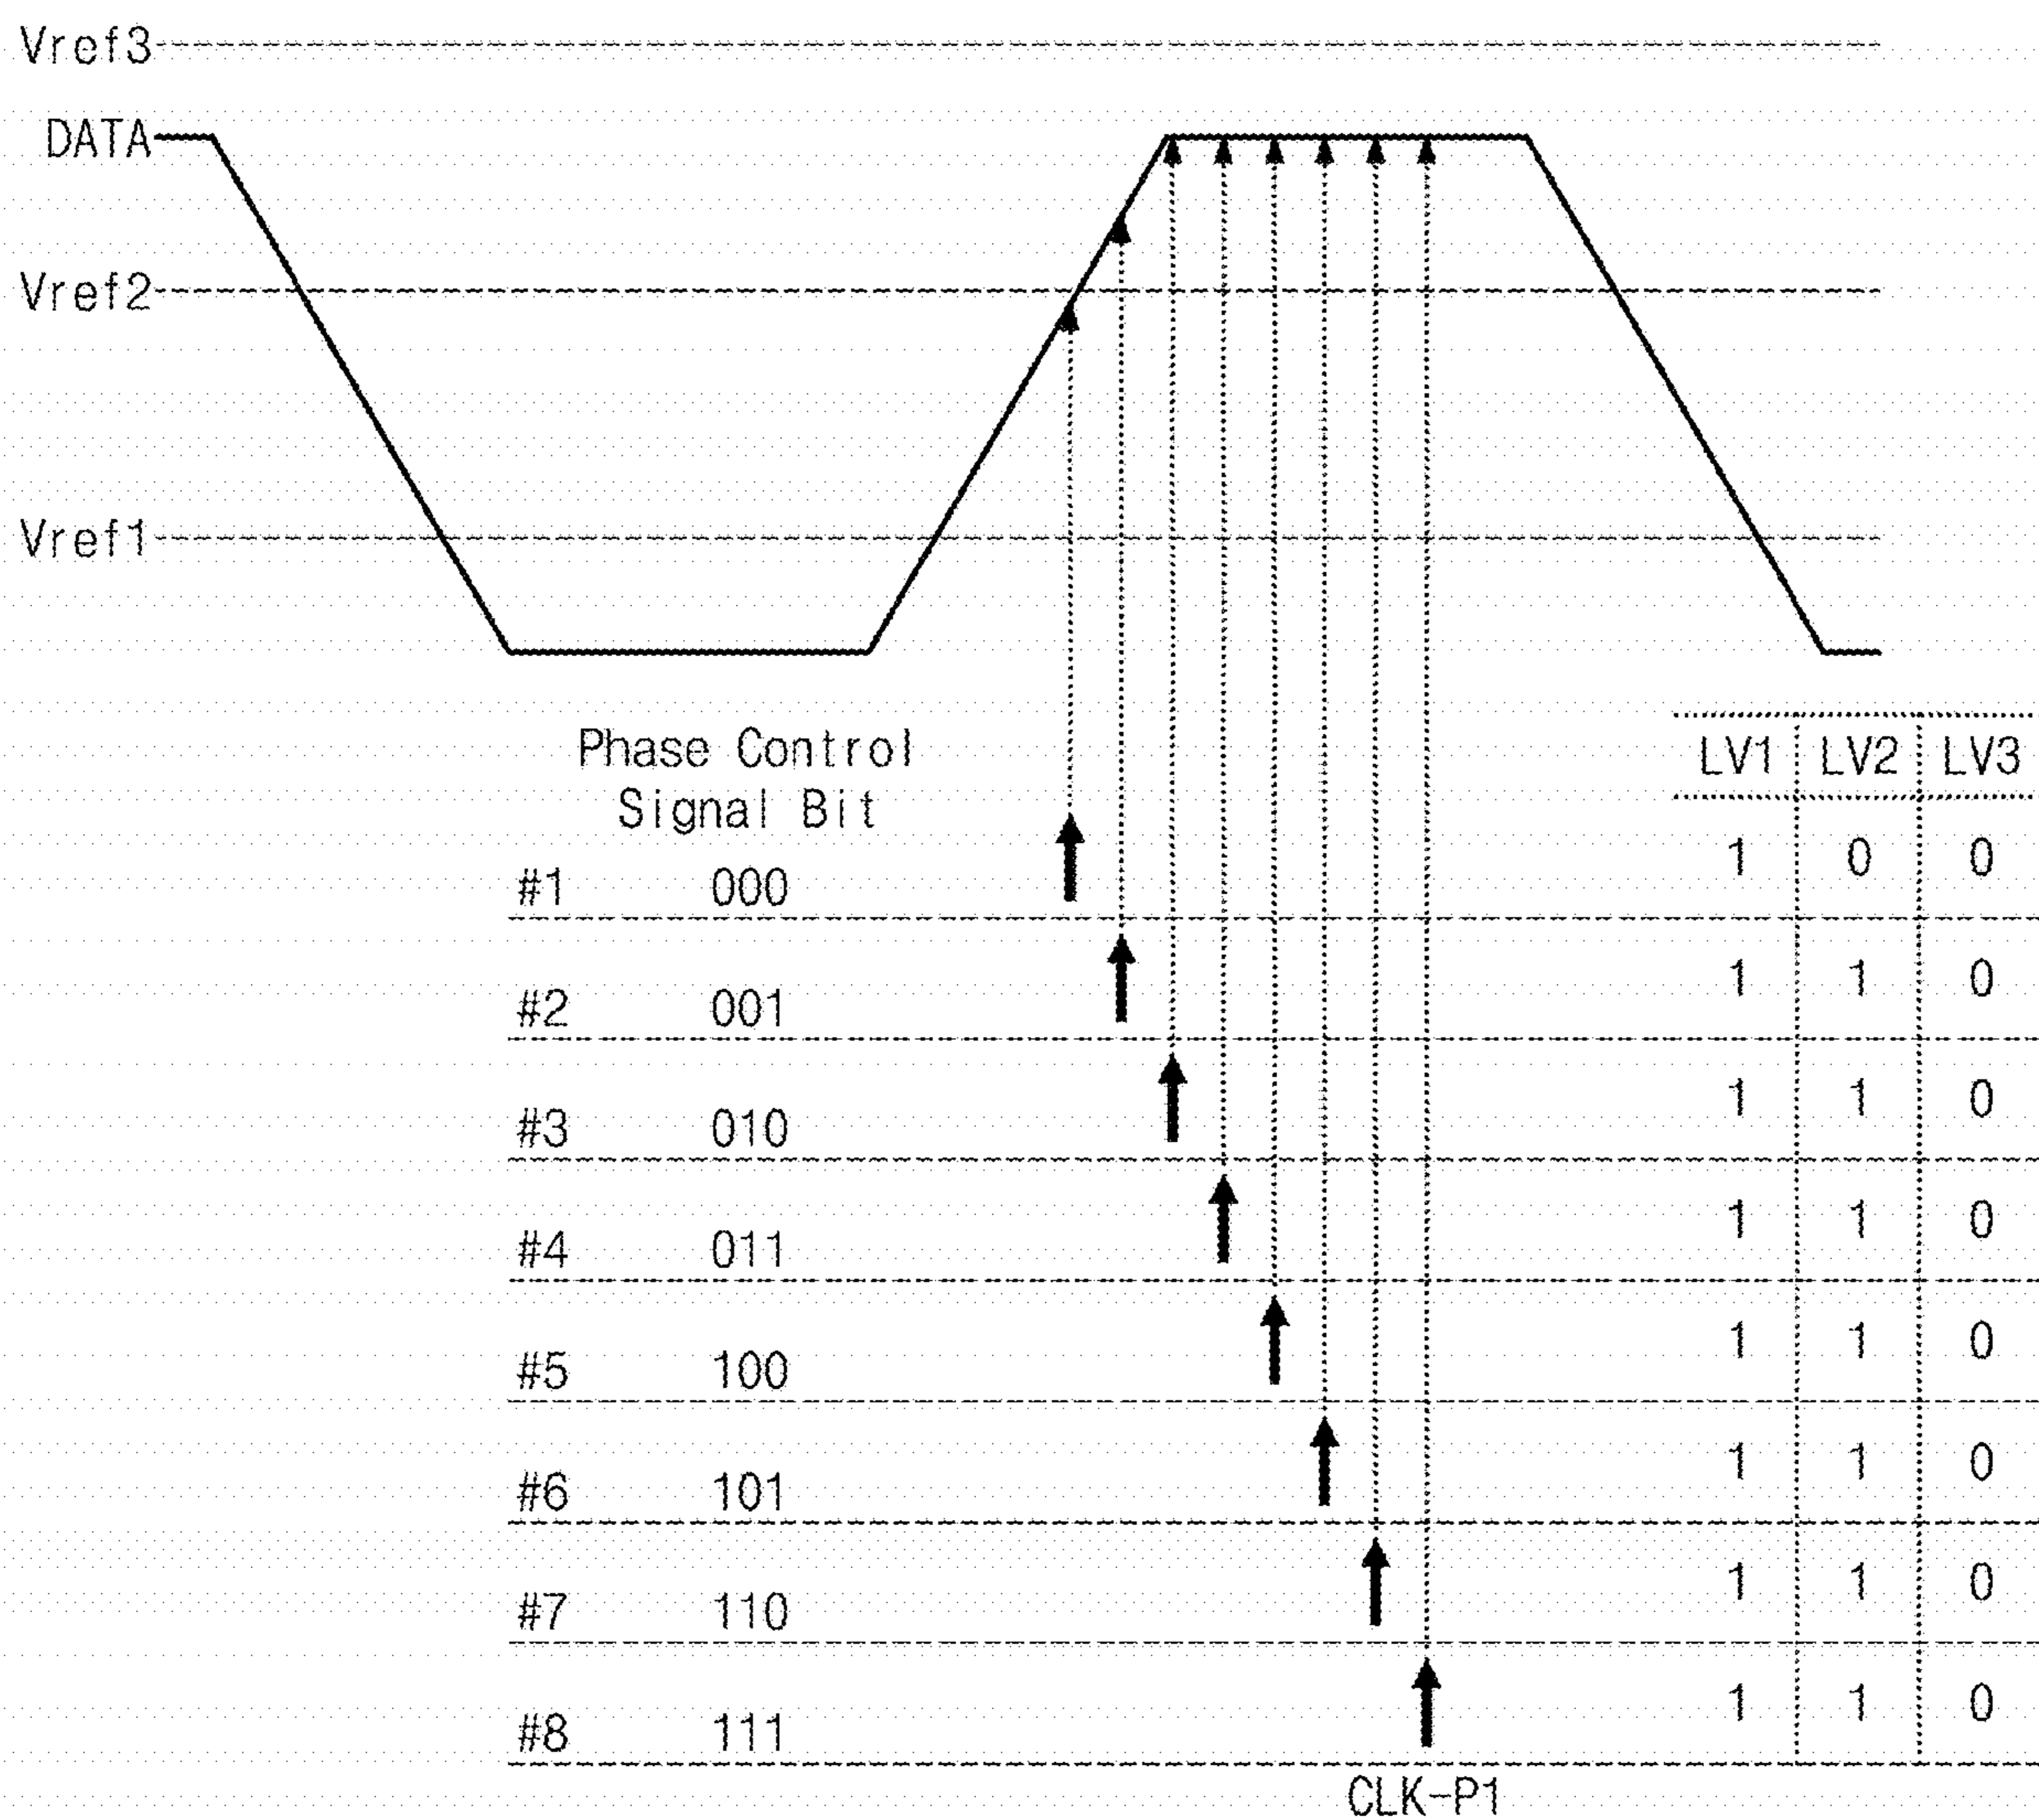 Vref3
DATA
Vref2
Vref1
Phase Control
Signal Bit
LV1 LV2 LV3
#1 000 1 0 0
#2 001 1 1 0
#3 010 1 1 0
#4 011 1 1 0
#5 100 1 1 0
#6 101 1 1 0
#7 110 1 1 0
#8 111 1 1 0
CLK-P1